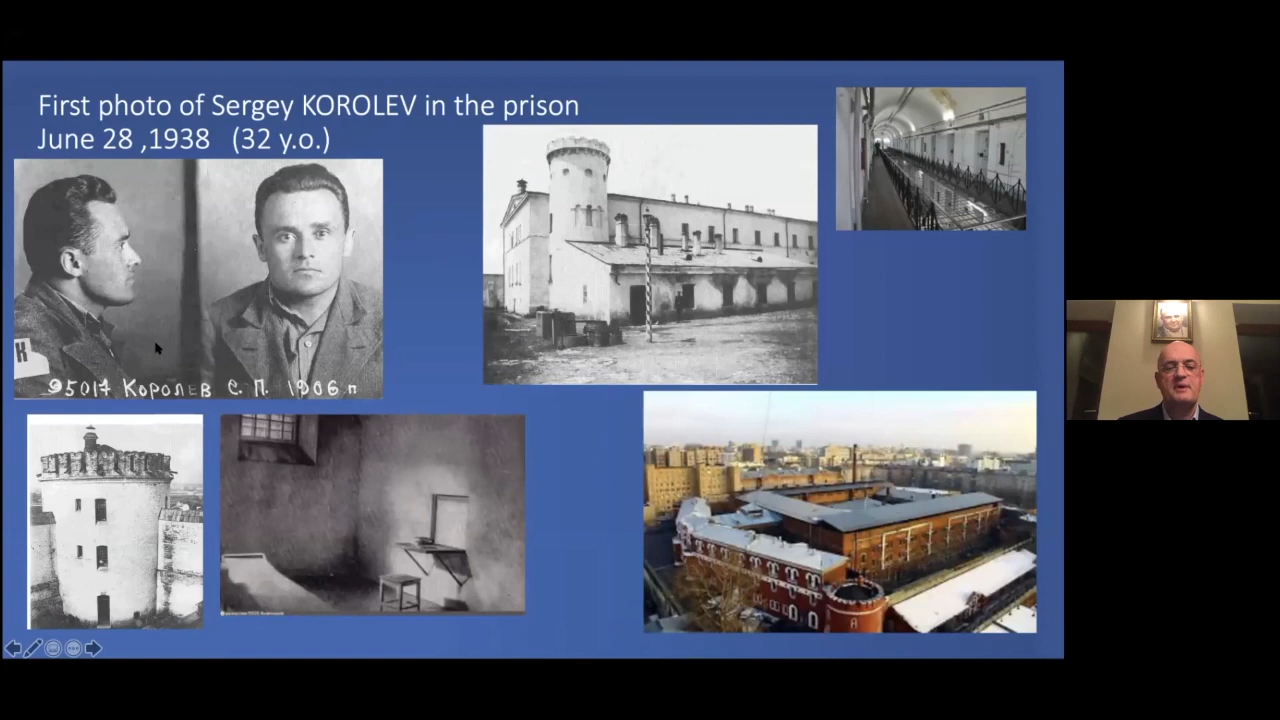 First photo of Sergey KOROLEV in the prison
June 28 ,1938 (32 y.o.)
К
95017 Королев С. П. 1906 г